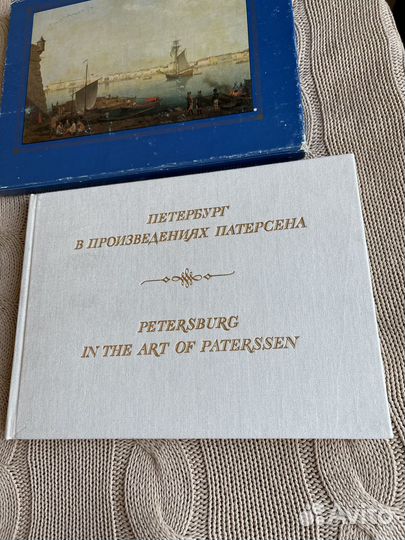 ПЕТЕРБУРГ
В ПРОИЗВЕДЕНИЯХ ПАТЕРСЕНА
PETERSBURG
IN THE ART OF PATERSSEN
Avito